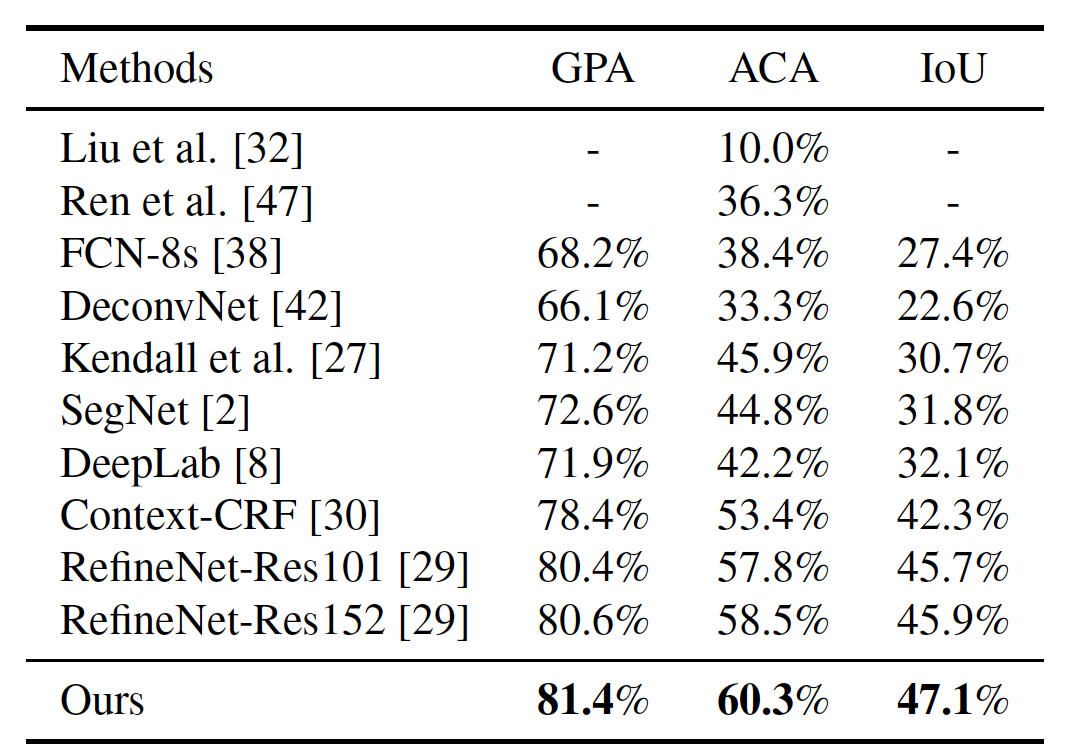 Methods GPA ACA IoU
Liu et al. [32] - 10.0% -
Ren et al. [47] - 36.3% -
FCN-8s [38] 68.2% 38.4% 27.4%
DeconvNet [42] 66.1% 33.3% 22.6%
Kendall et al. [27] 71.2% 45.9% 30.7%
SegNet [2] 72.6% 44.8% 31.8%
DeepLab [8] 71.9% 42.2% 32.1%
Context-CRF [30] 78.4% 53.4% 42.3%
RefineNet-Res101 [29] 80.4% 57.8% 45.7%
RefineNet-Res152 [29] 80.6% 58.5% 45.9%
Ours 81.4% 60.3% 47.1%